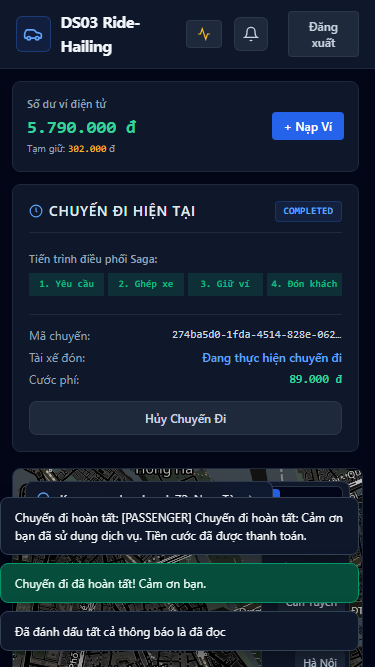 DS03 Ride-
Hailing
Đăng
xuất
Số dư ví điện tử
5.790.000 đ
Tạm giữ: 302.000 đ
+ Nạp Ví
CHUYẾN ĐI HIỆN TẠI
COMPLETED
Tiến trình điều phối Saga:
1. Yêu cầu
2. Ghép xe
3. Giữ ví
4. Đón khách
Mã chuyến:
274ba5d0-1fda-4514-828e-062…
Tài xế đón:
Đang thực hiện chuyến đi
Cước phí:
89.000 đ
Hủy Chuyến Đi
Hồng Hà
Chuyến đi hoàn tất: [PASSENGER] Chuyến đi hoàn tất: Cảm ơn
bạn đã sử dụng dịch vụ. Tiền cước đã được thanh toán.
Chuyến đi đã hoàn tất! Cảm ơn bạn.
Đã đánh dấu tất cả thông báo là đã đọc
Hà Nội